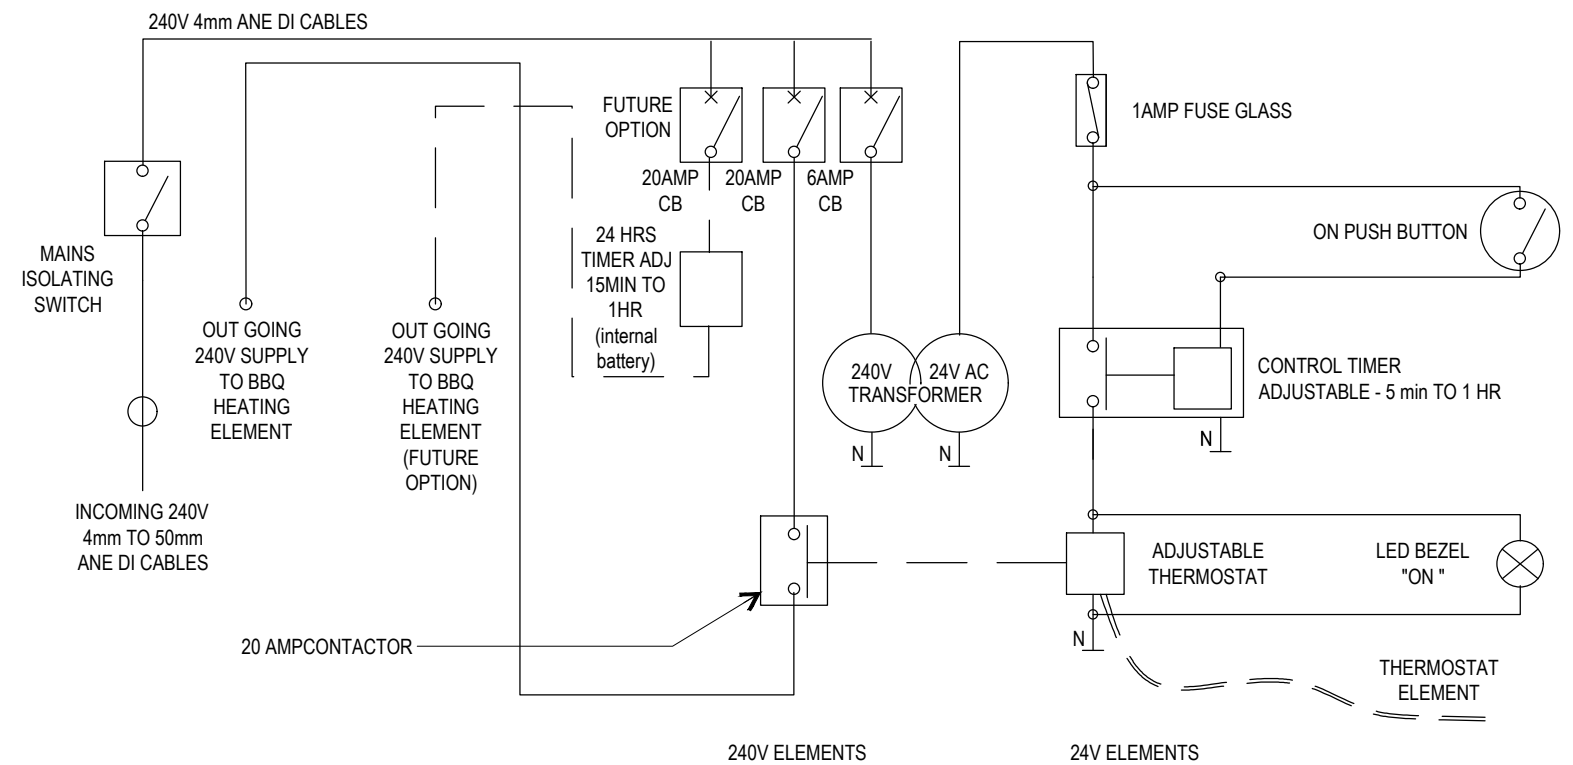 240V 4mm ANE DI CABLES
FUTURE
OPTION
1AMP FUSE GLASS
20AMP
CB
20AMP
CB
6AMP
CB
ON PUSH BUTTON
MAINS
ISOLATING
SWITCH
24 HRS
TIMER ADJ
15MIN TO
1HR
(internal
battery)
OUT GOING
240V SUPPLY
TO BBQ
HEATING
ELEMENT
OUT GOING
240V SUPPLY
TO BBQ
HEATING
ELEMENT
(FUTURE
OPTION)
240V
24V AC
TRANSFORMER
N
N
CONTROL TIMER
ADJUSTABLE - 5 min TO 1 HR
N
INCOMING 240V
4mm TO 50mm
ANE DI CABLES
ADJUSTABLE
THERMOSTAT
LED BEZEL
"ON "
20 AMPCONTACTOR
N
THERMOSTAT
ELEMENT
240V ELEMENTS
24V ELEMENTS